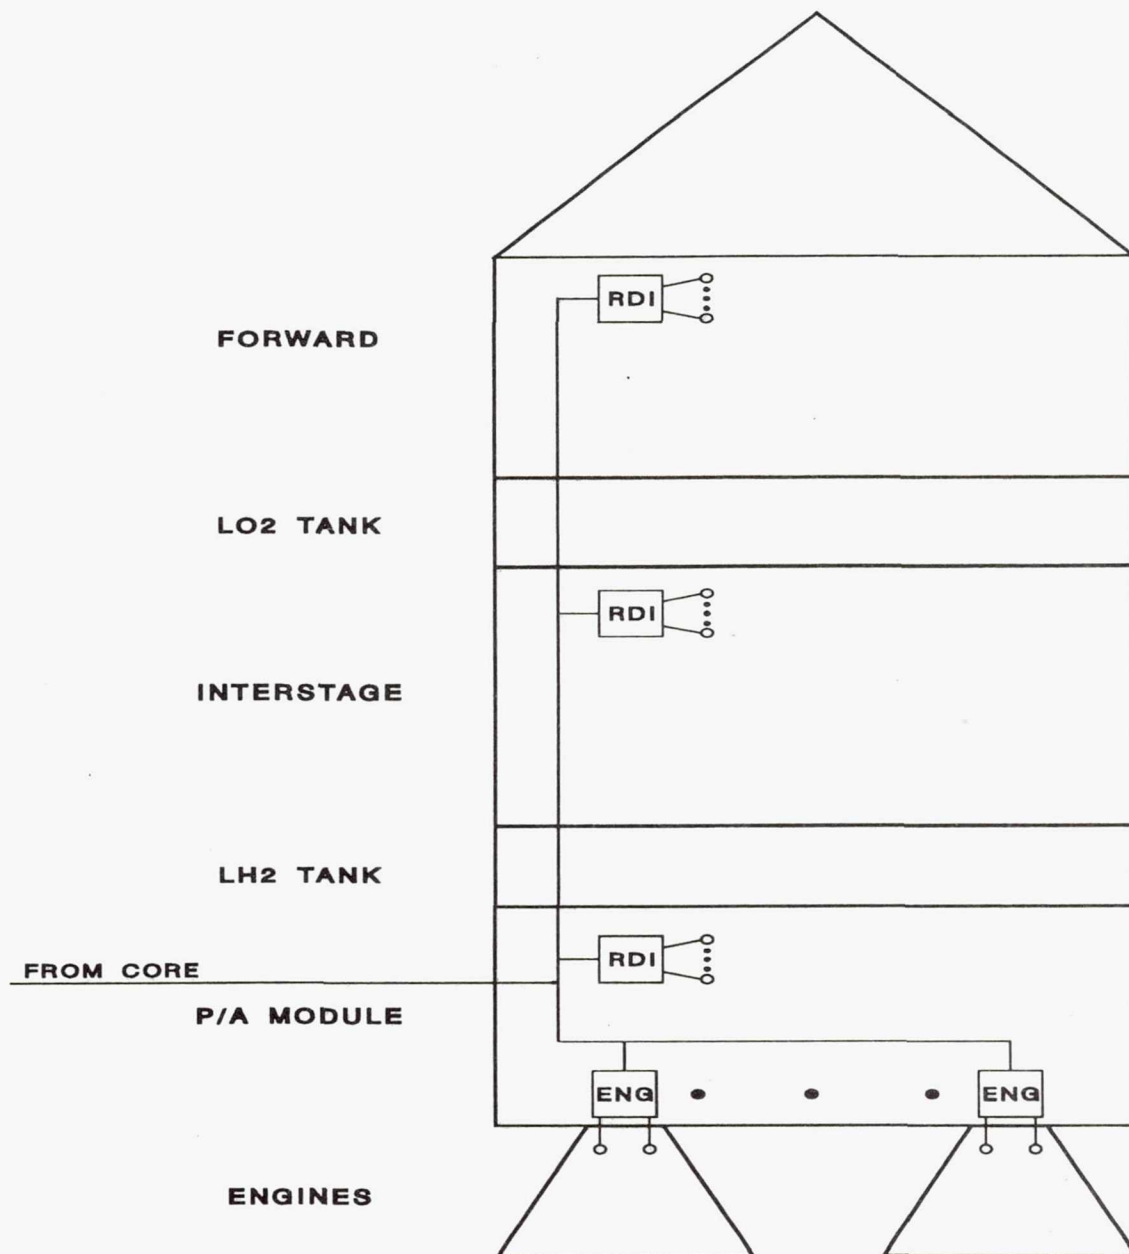 RDI
FORWARD
LO2 TANK
RDI
INTERSTAGE
LH2 TANK
RDI
FROM CORE
P/A MODULE
ENG
ENG
ENGINES